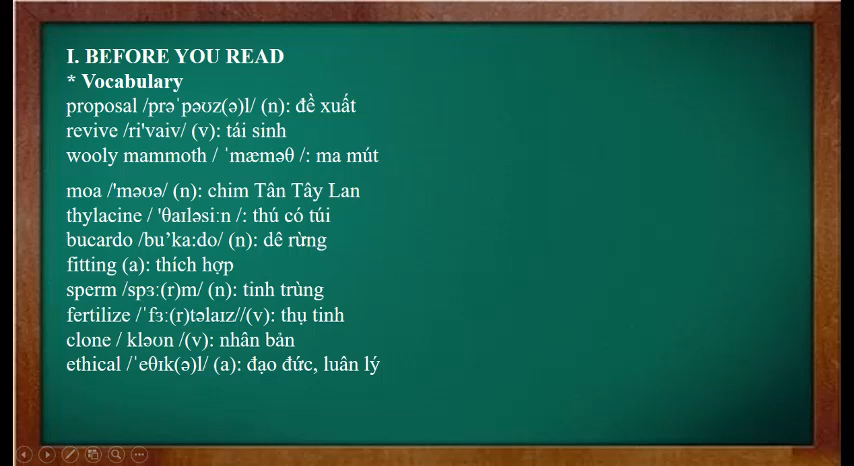 I. BEFORE YOU READ
* Vocabulary
proposal /prəˈpəʊz(ə)l/ (n): đề xuất
revive /ri'vaiv/ (v): tái sinh
wooly mammoth / ˈmæməθ /: ma mút
moa /'məʊə/ (n): chim Tân Tây Lan
thylacine / 'θaɪləsiːn /: thú có túi
bucardo /bu’ka:do/ (n): dê rừng
fitting (a): thích hợp
sperm /spɜː(r)m/ (n): tinh trùng
fertilize /ˈfɜː(r)təlaɪz//(v): thụ tinh
clone / kləʊn /(v): nhân bản
ethical /ˈeθɪk(ə)l/ (a): đạo đức, luân lý